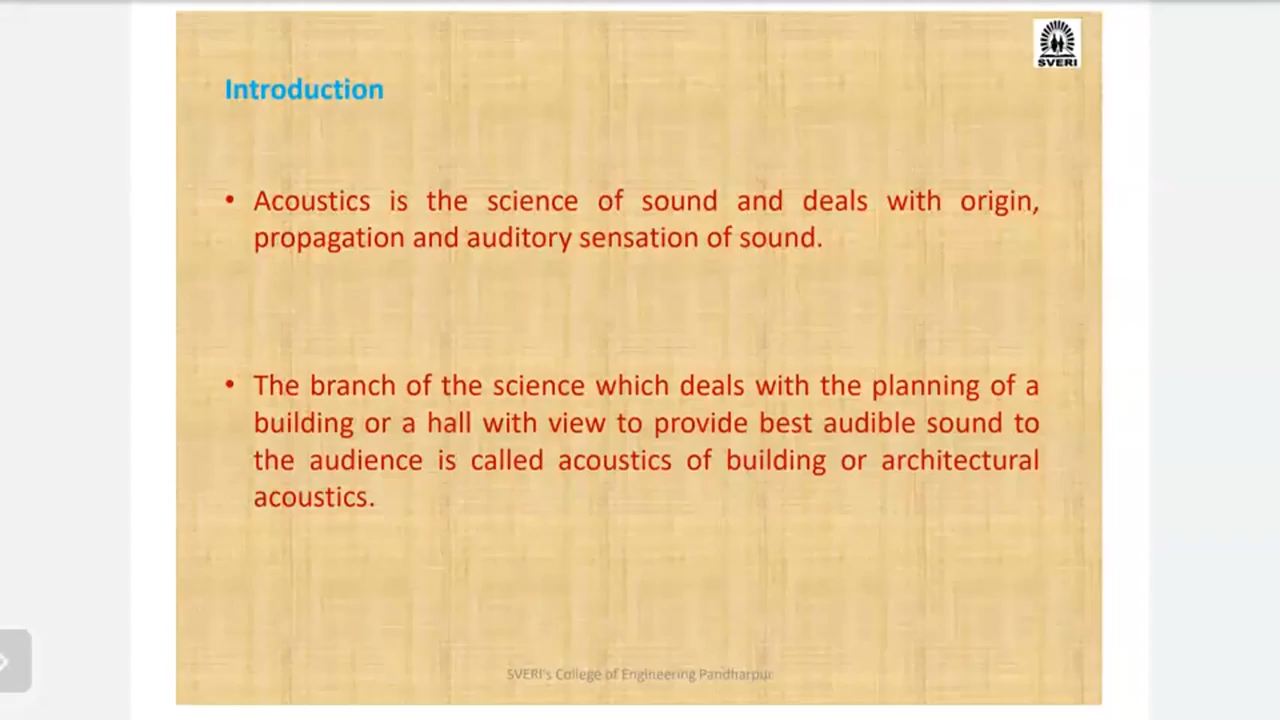 SVERI
Introduction
• Acoustics is the science of sound and deals with origin,
propagation and auditory sensation of sound.
• The branch of the science which deals with the planning of a
building or a hall with view to provide best audible sound to
the audience is called acoustics of building or architectural
acoustics.
SVERI's College of Engineering Pandharpur